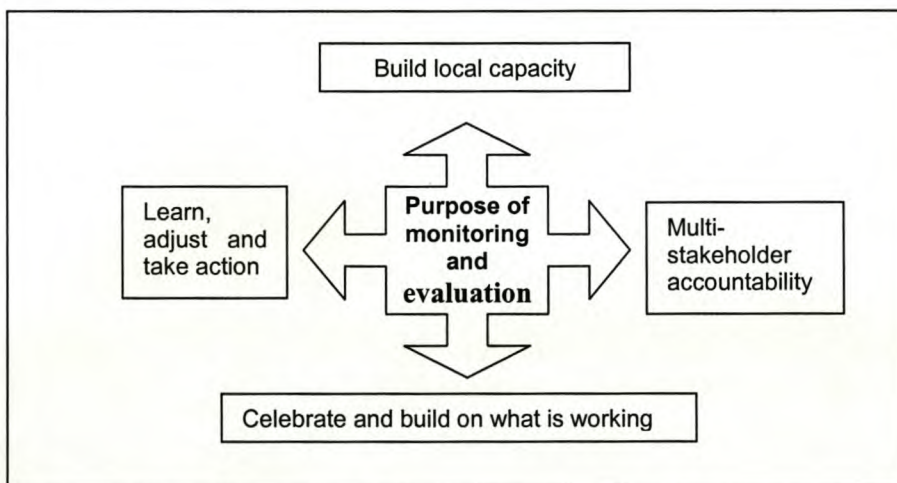 Build local capacity
Learn,
adjust and
take action
Purpose of
monitoring
and
evaluation
Multi-
stakeholder
accountability
Celebrate and build on what is working